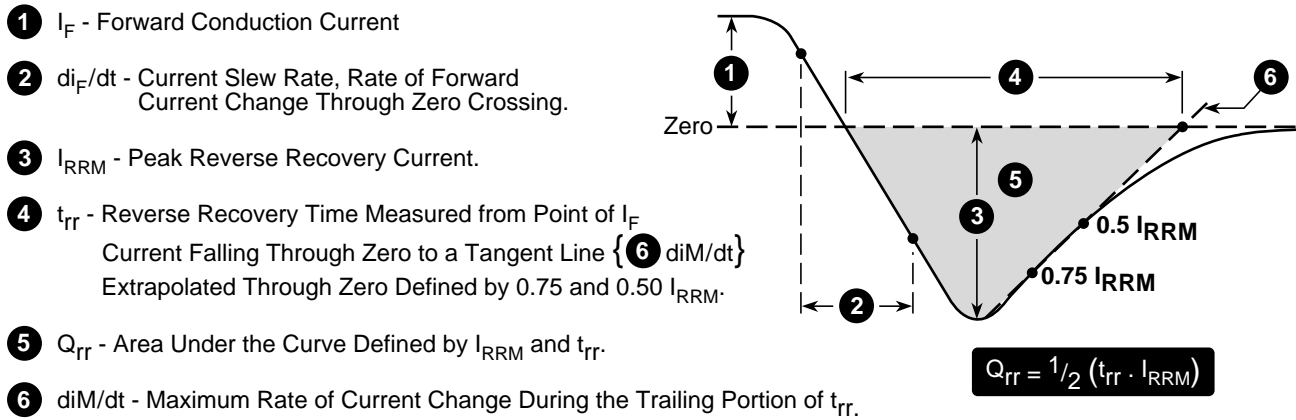 1 I_F - Forward Conduction Current
2 di_F/dt - Current Slew Rate, Rate of Forward
Current Change Through Zero Crossing.
3 I_RRM - Peak Reverse Recovery Current.
4 t_rr - Reverse Recovery Time Measured from Point of I_F
Current Falling Through Zero to a Tangent Line {6 diM/dt}
Extrapolated Through Zero Defined by 0.75 and 0.50 I_RRM.
5 Q_rr - Area Under the Curve Defined by I_RRM and t_rr.
6 diM/dt - Maximum Rate of Current Change During the Trailing Portion of t_rr.
1
4
6
Zero
5
3
0.5 I_RRM
0.75 I_RRM
2
Q_rr = 1/2 (t_rr . I_RRM)